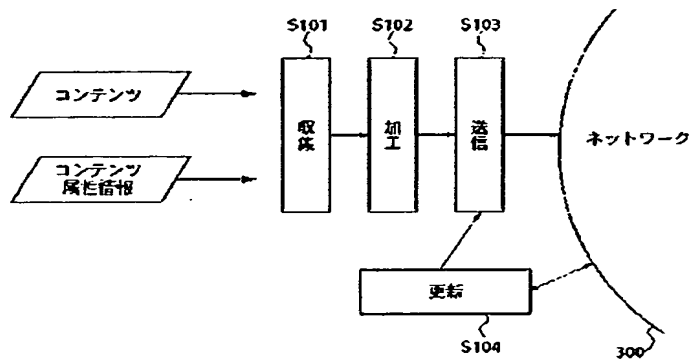 S101
S102
S103
コンテンツ
コンテンツ
属性情報
収集
加工
送信
ネットワーク
更新
S104
300